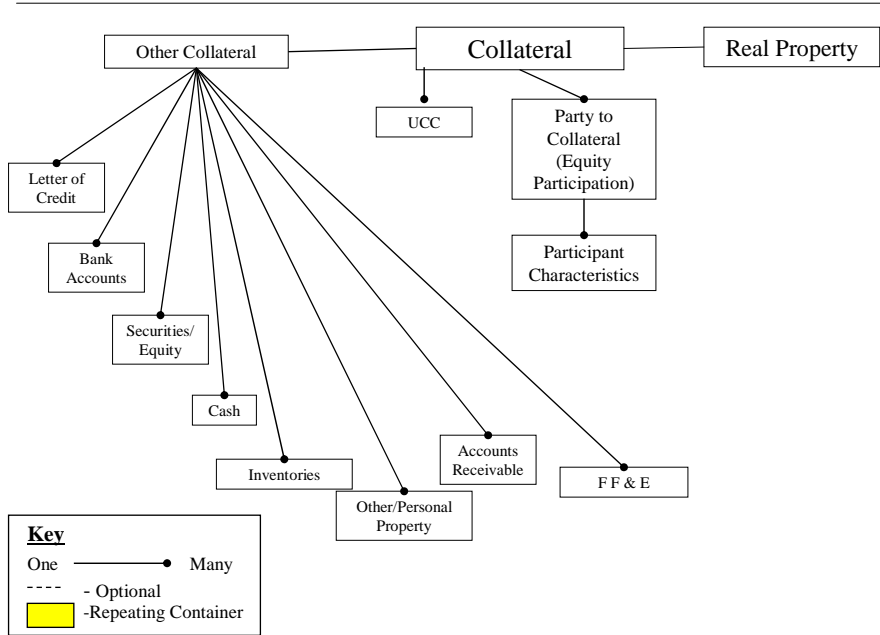 Other Collateral
Collateral
Real Property
UCC
Party to
Collateral
(Equity
Participation)
Letter of
Credit
Bank
Accounts
Participant
Characteristics
Securities/
Equity
Cash
Inventories
Accounts
Receivable
F F & E
Other/Personal
Property
Key
One Many
- Optional
-Repeating Container